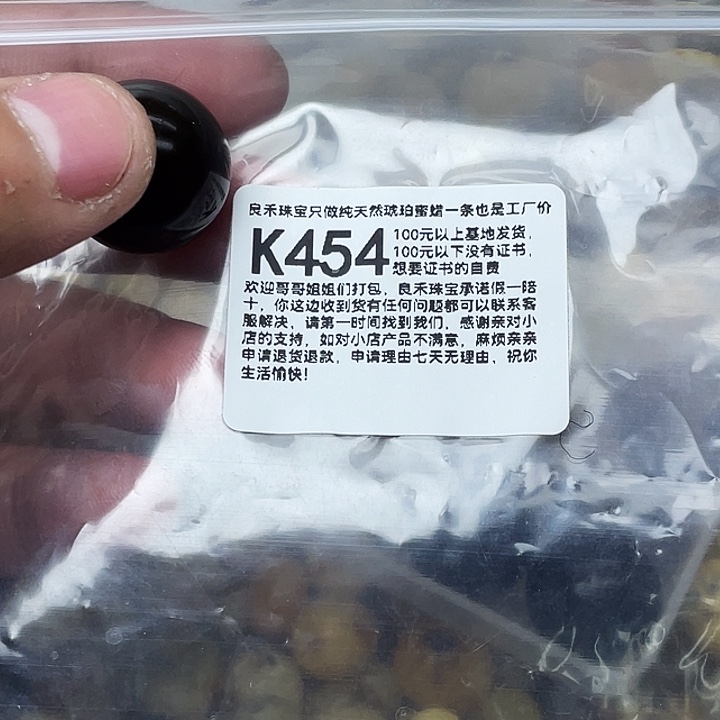 良禾珠宝只做纯天然琥珀蜜蜡一条也是工厂价
K454
100元以上基地发货，
100元以下没有证书，
想要证书的自费
欢迎哥哥姐姐们打包，良禾珠宝承诺假一赔
十，你这边收到货有任何问题都可以联系客
服解决，请第一时间找到我们，感谢亲对小
店的支持，如对小店产品不满意，麻烦亲亲
申请退货退款，申请理由七天无理由、祝你
生活愉快！